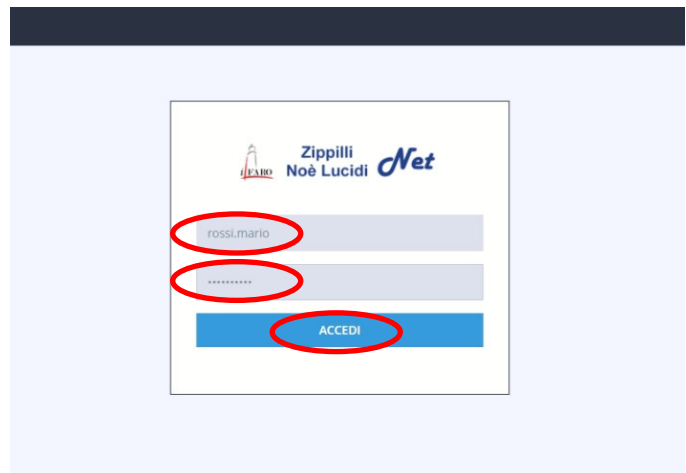 Zippilli
Noè Lucidi Net
il FARO
rossi.mario
••••••••••
ACCEDI